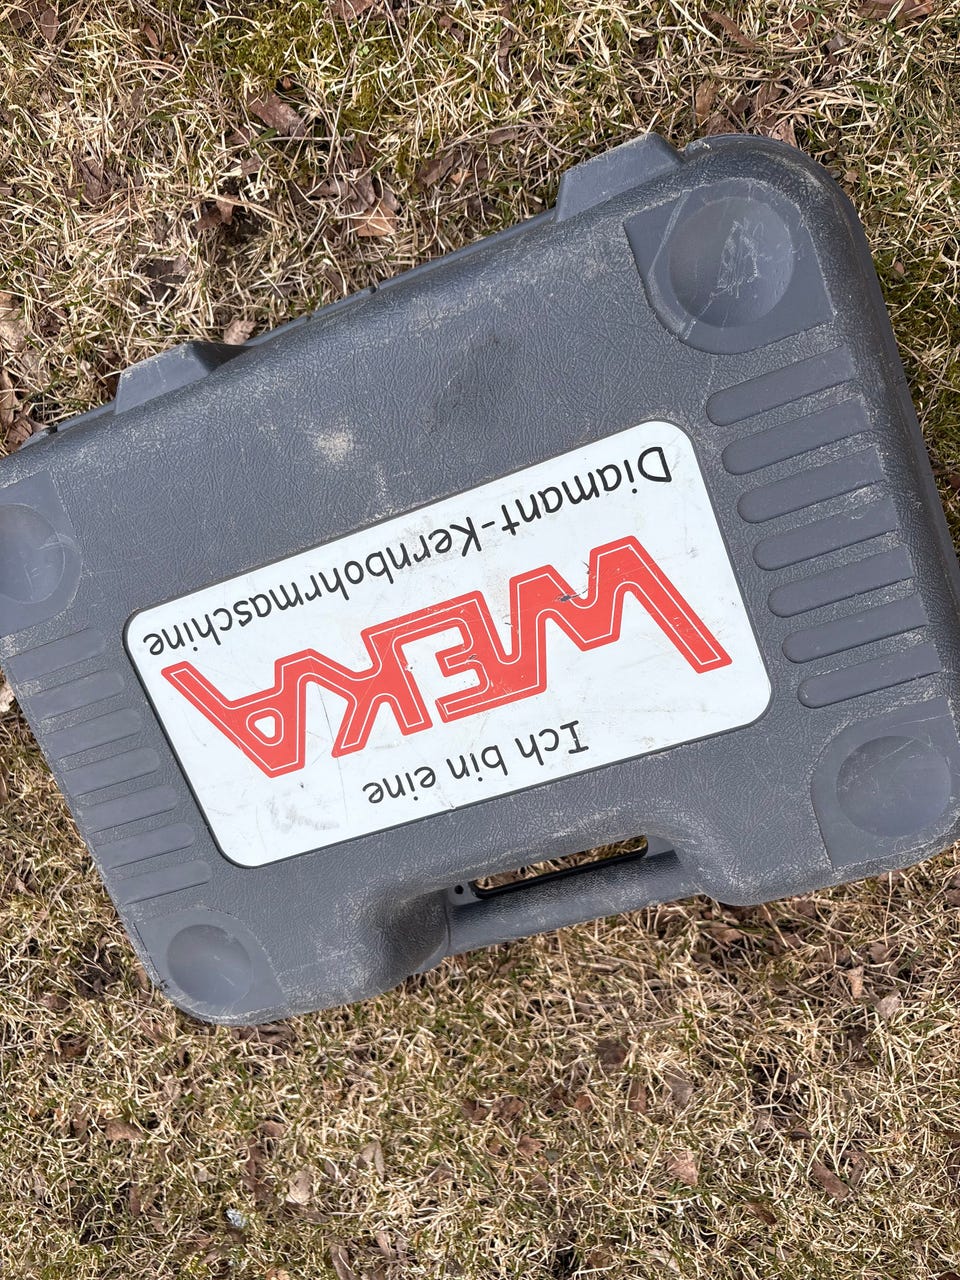 Ich bin eine
WEKA
Diamant-Kernbohrmaschine